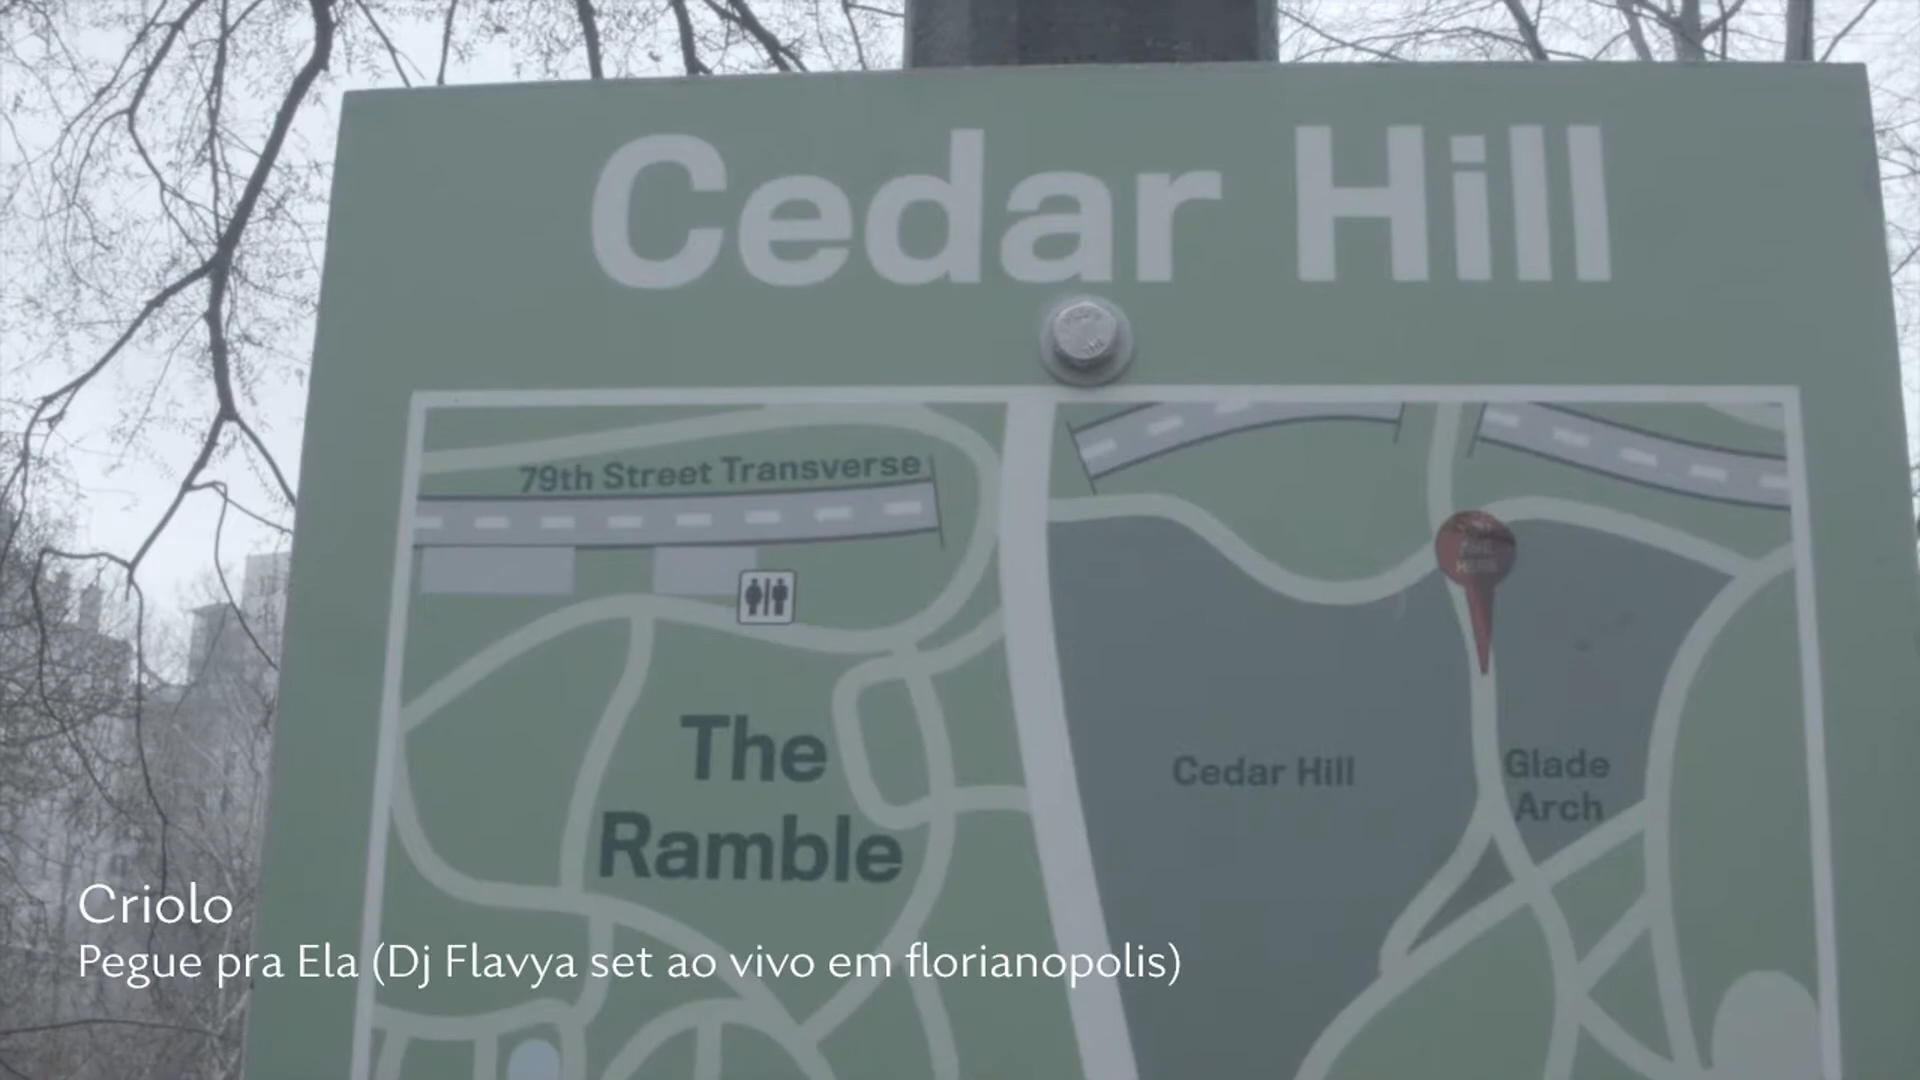 Cedar Hill
79th Street Transverse
The
Ramble
Cedar Hill
Glade
Arch
Criolo
Pegue pra Ela (Dj Flavya set ao vivo em florianopolis)